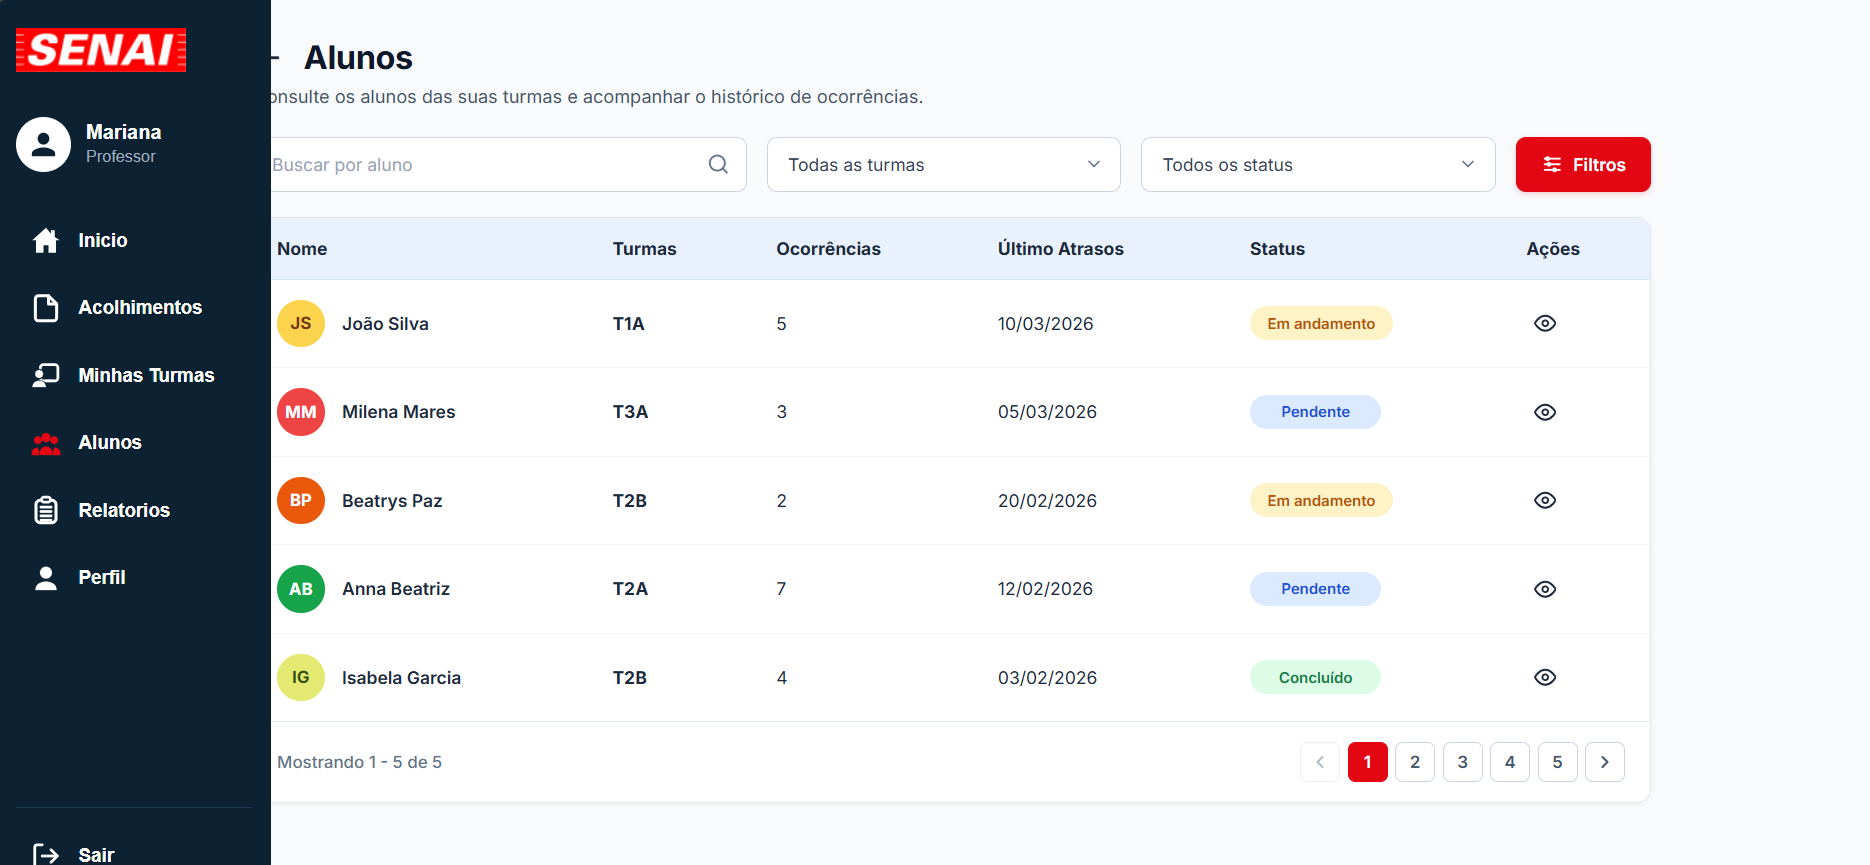 SENAI
Mariana
Professor
Inicio
Acolhimentos
Minhas Turmas
Alunos
Relatorios
Perfil
Sair
Alunos
onsulte os alunos das suas turmas e acompanhar o histórico de ocorrências.
Buscar por aluno
Todas as turmas
Todos os status
Filtros
Nome Turmas Ocorrências Último Atrasos Status Ações
JS João Silva T1A 5 10/03/2026 Em andamento
MM Milena Mares T3A 3 05/03/2026 Pendente
BP Beatrys Paz T2B 2 20/02/2026 Em andamento
AB Anna Beatriz T2A 7 12/02/2026 Pendente
IG Isabela Garcia T2B 4 03/02/2026 Concluído
Mostrando 1 - 5 de 5
1 2 3 4 5